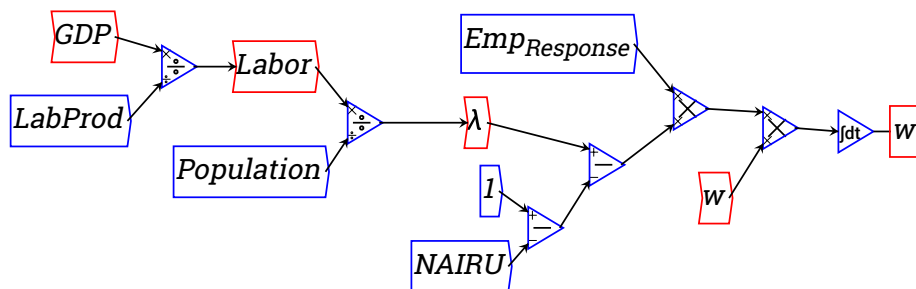 GDP
÷
LabProd
Labor
÷
Population
λ
Emp_Response
+
−
−
1
+
−
−
NAIRU
×
w
×
∫dt
w